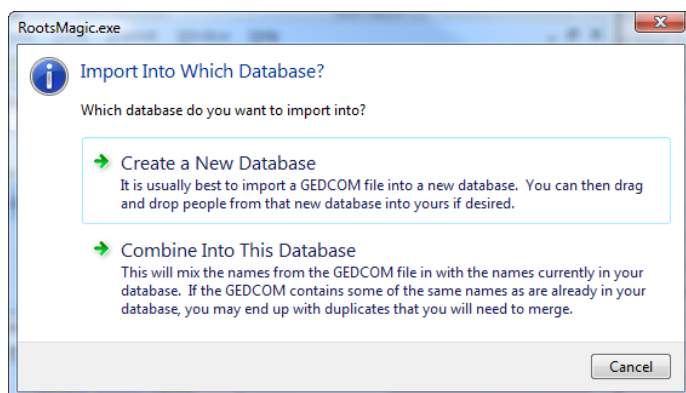 RootsMagic.exe
Import Into Which Database?
Which database do you want to import into?
Create a New Database
It is usually best to import a GEDCOM file into a new database. You can then drag
and drop people from that new database into yours if desired.
Combine Into This Database
This will mix the names from the GEDCOM file in with the names currently in your
database. If the GEDCOM contains some of the same names as are already in your
database, you may end up with duplicates that you will need to merge.
Cancel